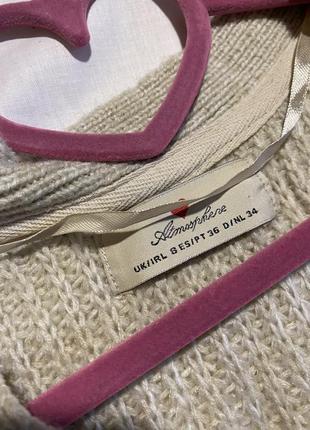 Atmosphere
UK/IRL 8 ES/PT 36 D/NL 34